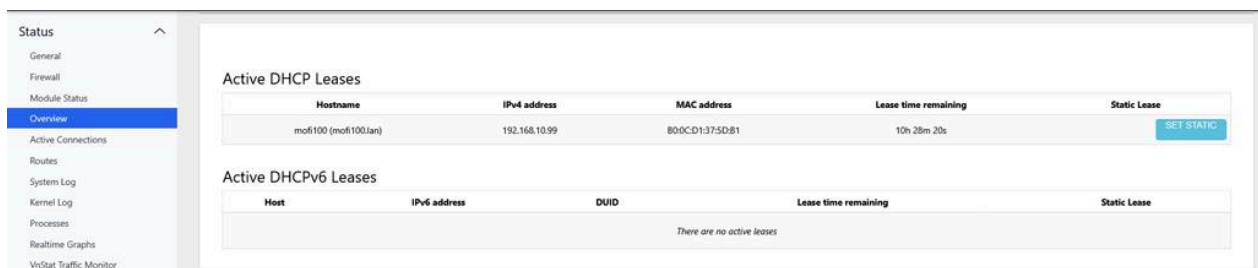 Status
General
Firewall
Module Status
Overview
Active Connections
Routes
System Log
Kernel Log
Processes
Realtime Graphs
VnStat Traffic Monitor
Active DHCP Leases
Hostname IPv4 address MAC address Lease time remaining Static Lease
mofi100 (mofi100.lan) 192.168.10.99 80:0C:D1:37:5D:B1 10h 28m 20s SET STATIC
Active DHCPv6 Leases
Host IPv6 address DUID Lease time remaining Static Lease
There are no active leases